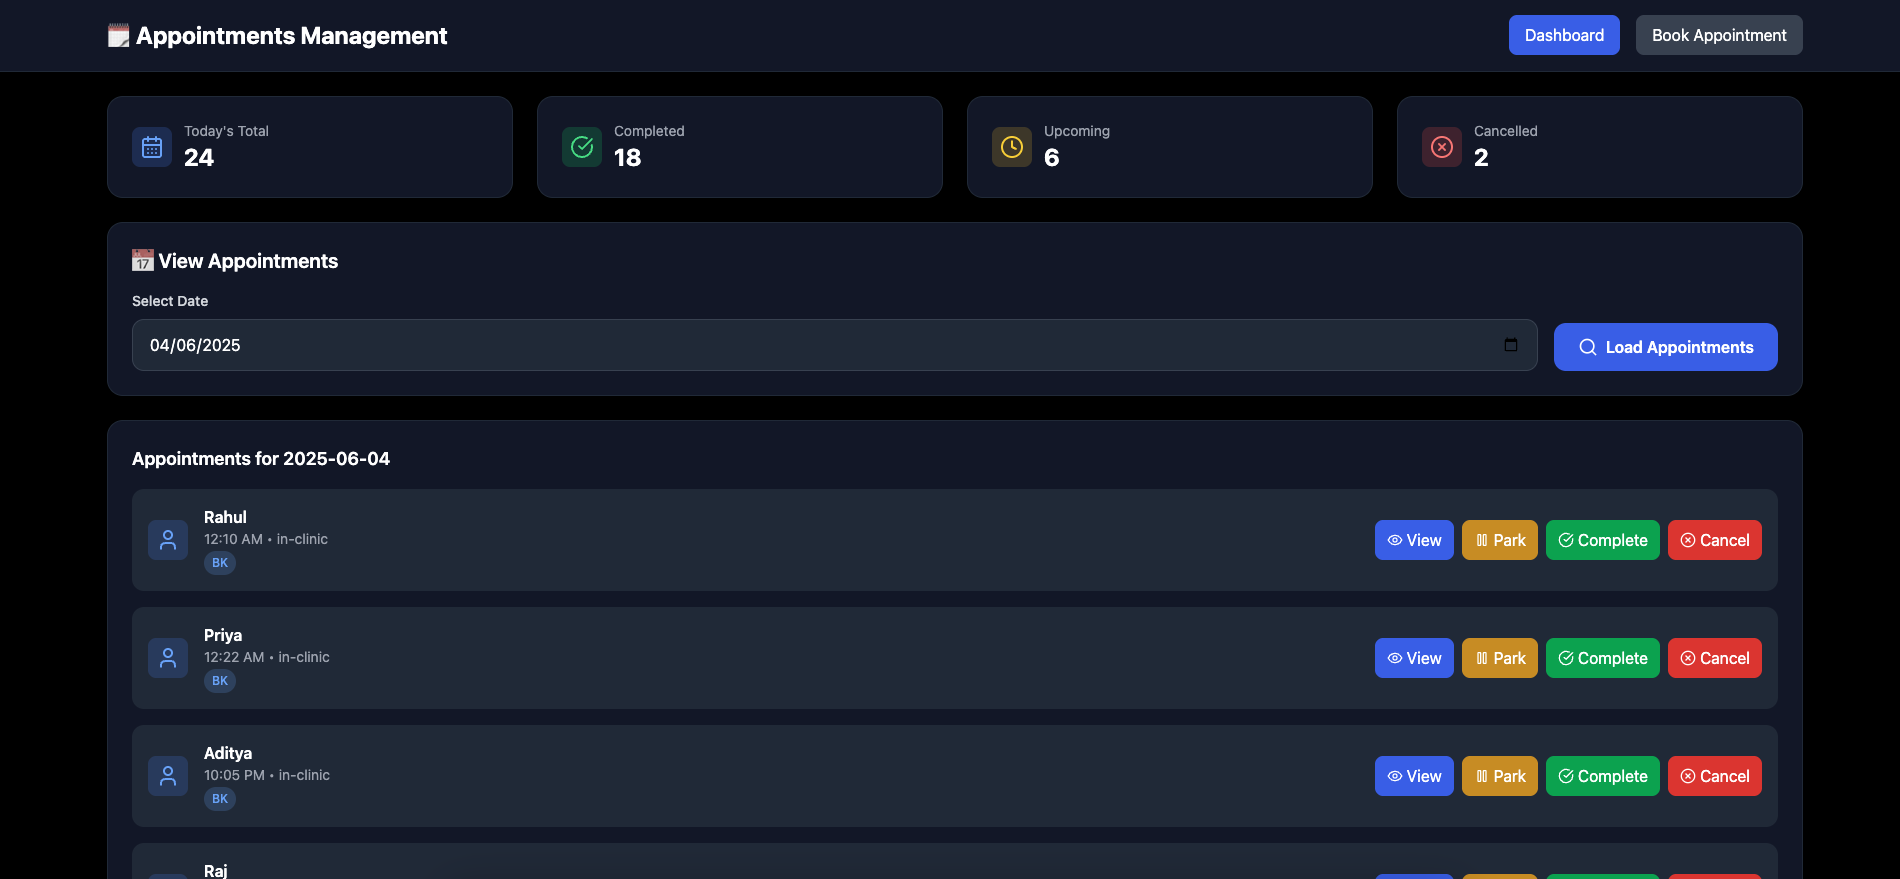 Appointments Management
Dashboard
Book Appointment
Today's Total
24
Completed
18
Upcoming
6
Cancelled
2
17 View Appointments
Select Date
04/06/2025
Load Appointments
Appointments for 2025-06-04
Rahul
12:10 AM • in-clinic
BK
View Park Complete Cancel
Priya
12:22 AM • in-clinic
BK
View Park Complete Cancel
Aditya
10:05 PM • in-clinic
BK
View Park Complete Cancel
Raj